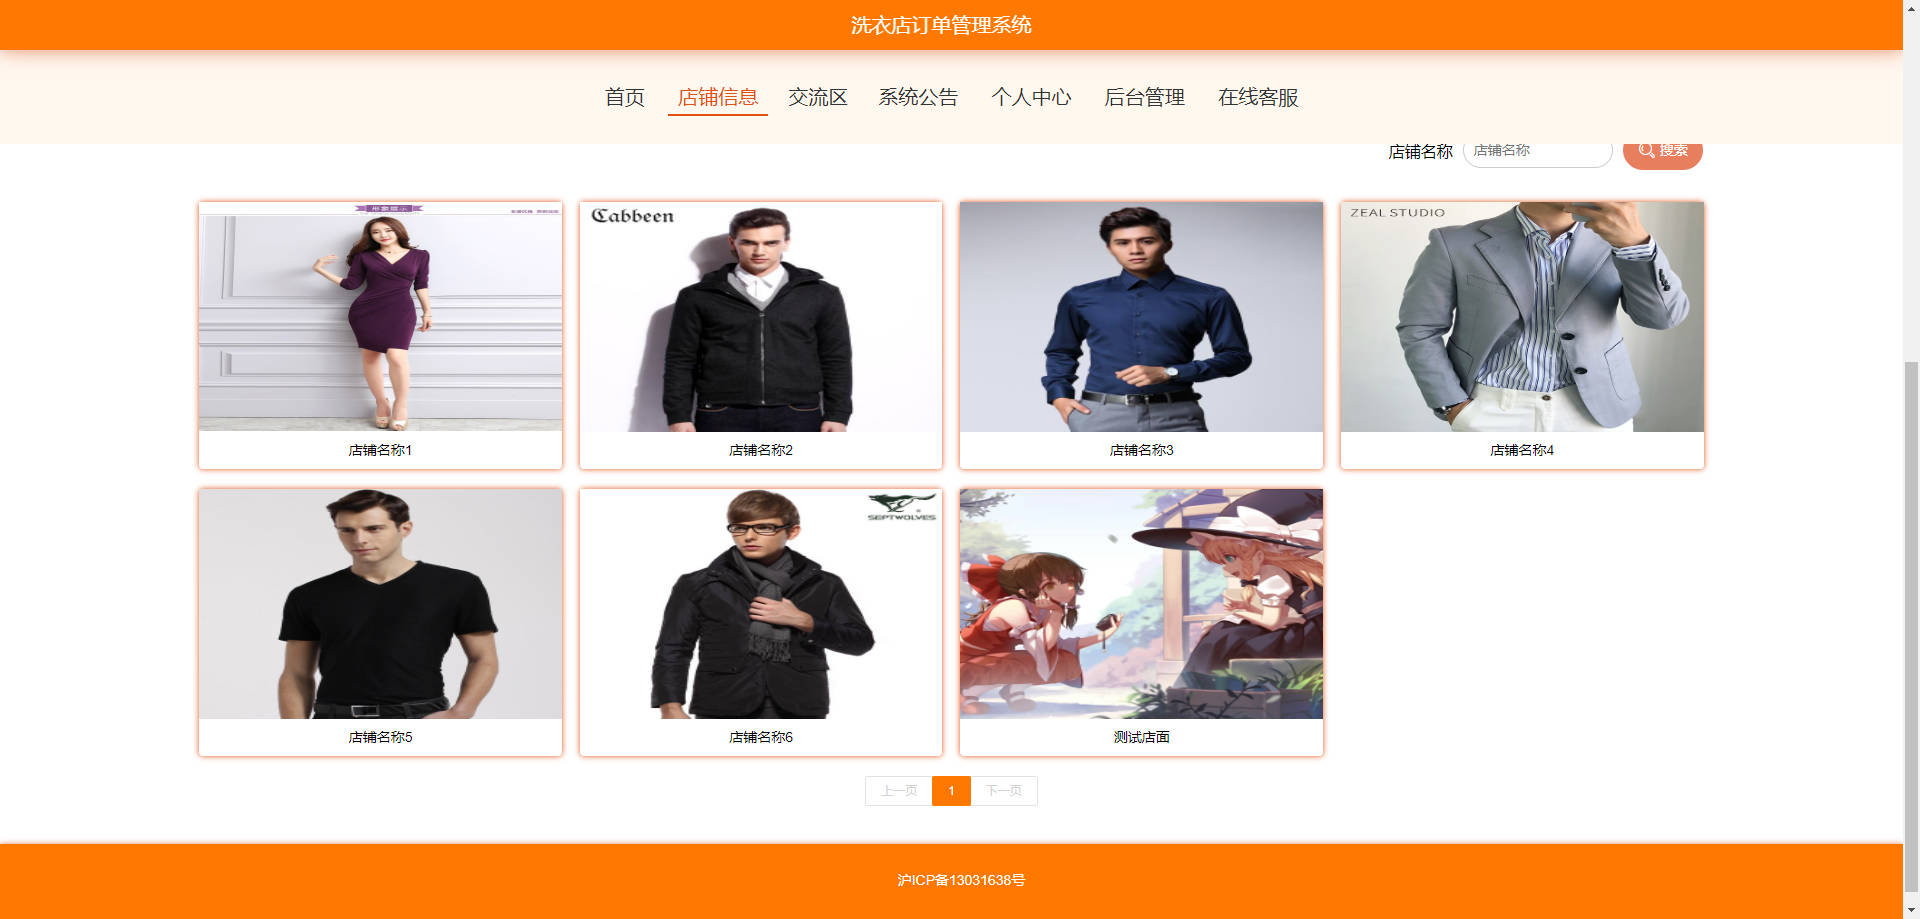 洗衣店订单管理系统
首页 店铺信息 交流区 系统公告 个人中心 后台管理 在线客服
店铺名称 店铺名称 搜索
形象展示
Cabbeen
ZEAL STUDIO
店铺名称1 店铺名称2 店铺名称3 店铺名称4
SEPTWOLVES
店铺名称5 店铺名称6 测试店面
上一页 1 下一页
沪ICP备13031638号